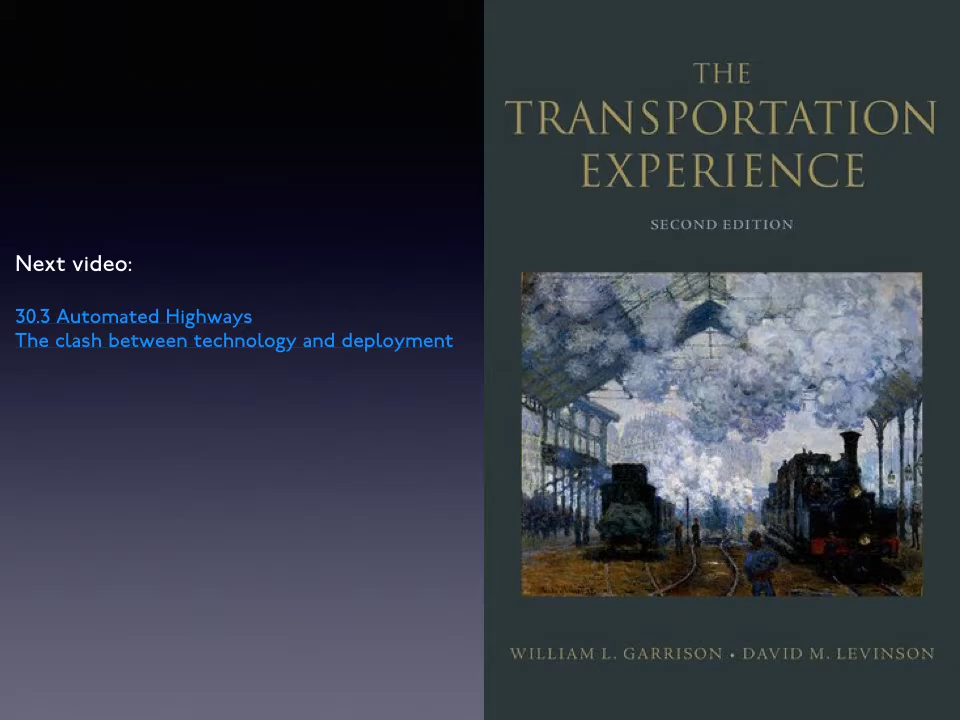 Next video:
30.3 Automated Highways
The clash between technology and deployment
THE
TRANSPORTATION
EXPERIENCE
SECOND EDITION
WILLIAM L. GARRISON • DAVID M. LEVINSON